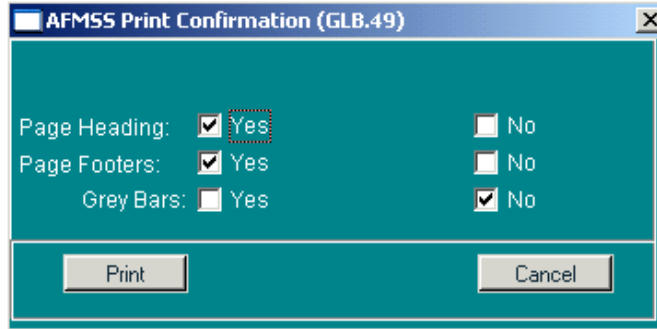 AFMSS Print Confirmation (GLB.49)
Page Heading: Yes No
Page Footers: Yes No
Grey Bars: Yes No
Print Cancel